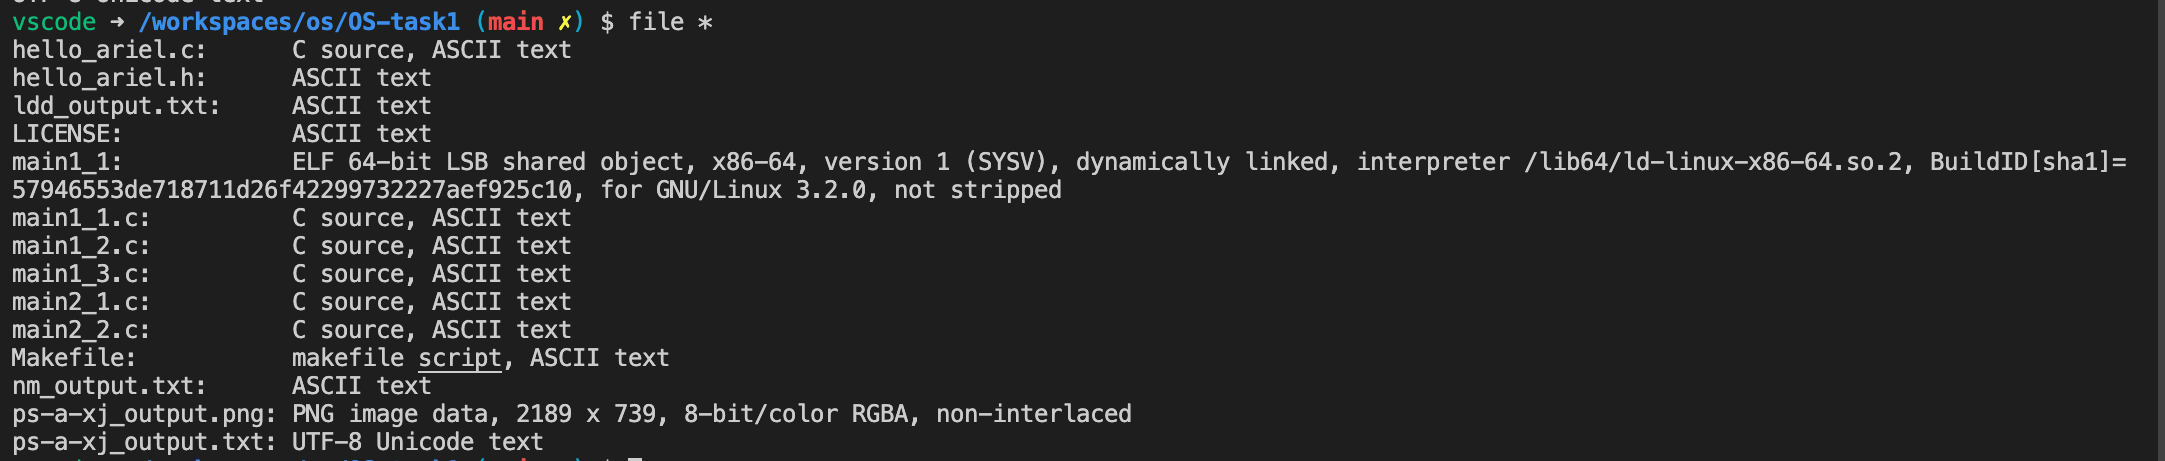 vscode → /workspaces/os/OS-task1 (main ✗) $ file *
hello_ariel.c:      C source, ASCII text
hello_ariel.h:      ASCII text
ldd_output.txt:     ASCII text
LICENSE:            ASCII text
main1_1:            ELF 64-bit LSB shared object, x86-64, version 1 (SYSV), dynamically linked, interpreter /lib64/ld-linux-x86-64.so.2, BuildID[sha1]=
57946553de718711d26f42299732227aef925c10, for GNU/Linux 3.2.0, not stripped
main1_1.c:          C source, ASCII text
main1_2.c:          C source, ASCII text
main1_3.c:          C source, ASCII text
main2_1.c:          C source, ASCII text
main2_2.c:          C source, ASCII text
Makefile:           makefile script, ASCII text
nm_output.txt:      ASCII text
ps-a-xj_output.png: PNG image data, 2189 x 739, 8-bit/color RGBA, non-interlaced
ps-a-xj_output.txt: UTF-8 Unicode text